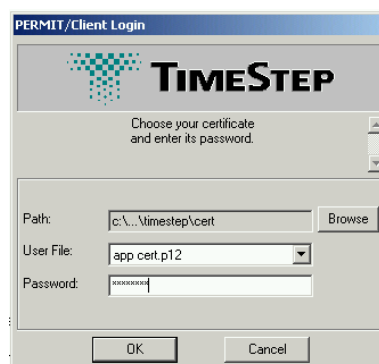 PERMIT/Client Login
TIMESTEP
Choose your certificate
and enter its password.
Path:
c:\...\timestep\cert
Browse
User File:
app cert.p12
Password:
********
OK
Cancel